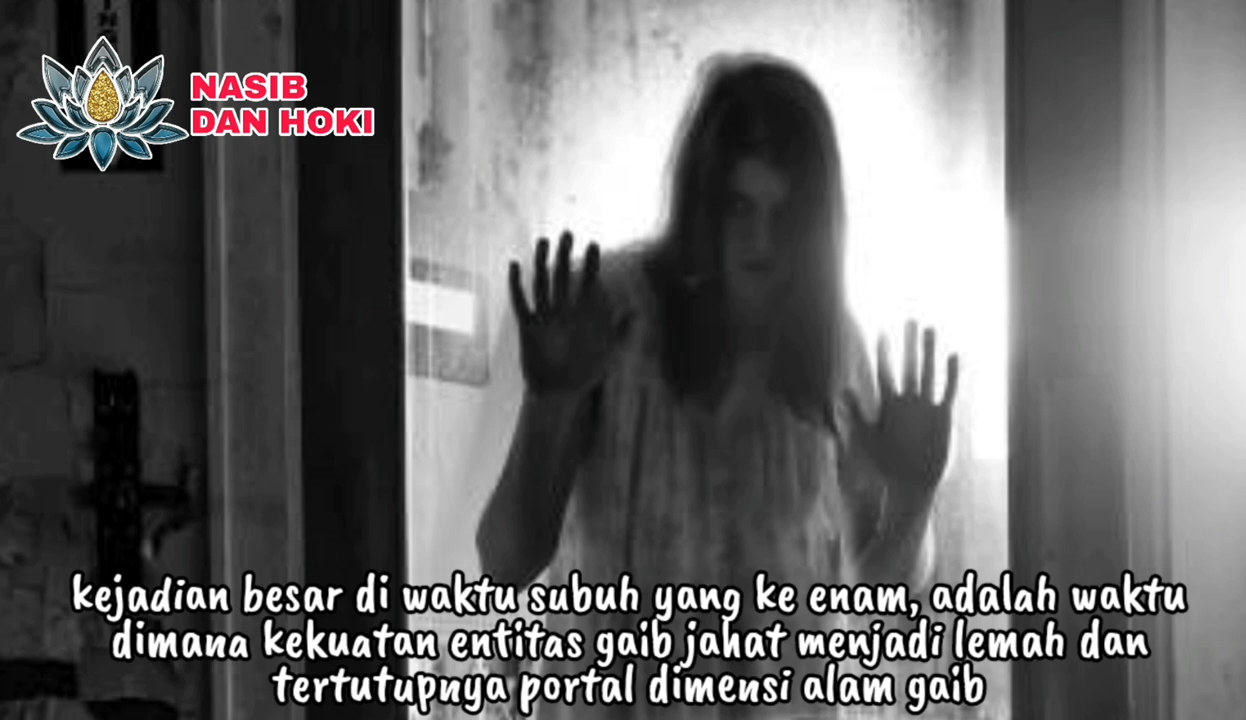 NASIB
DAN HOKI
kejadian besar di waktu subuh yang ke enam, adalah waktu
dimana kekuatan entitas gaib jahat menjadi lemah dan
tertutupnya portal dimensi alam gaib